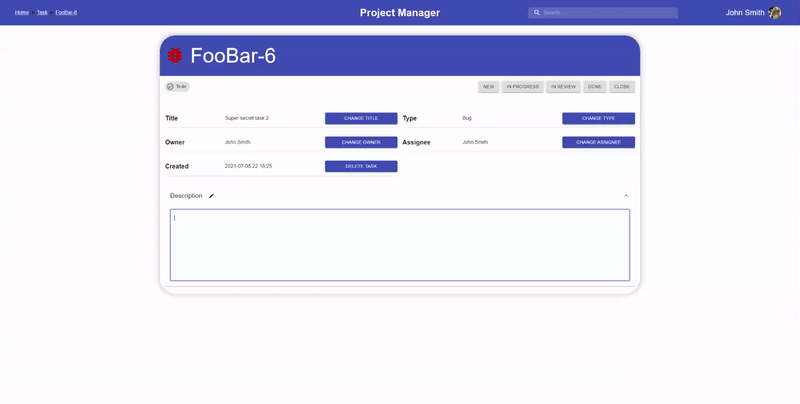 Home Task FooBar-6 Project Manager Search John Smith
FooBar-6
To do NEW IN PROGRESS IN REVIEW DONE CLOSE
Title Super secret task 2 CHANGE TITLE Type Bug CHANGE TYPE
Owner John Smith CHANGE OWNER Assignee John Smith CHANGE ASSIGNEE
Created 2021-07-05 22:18:25 DELETE TASK
Description